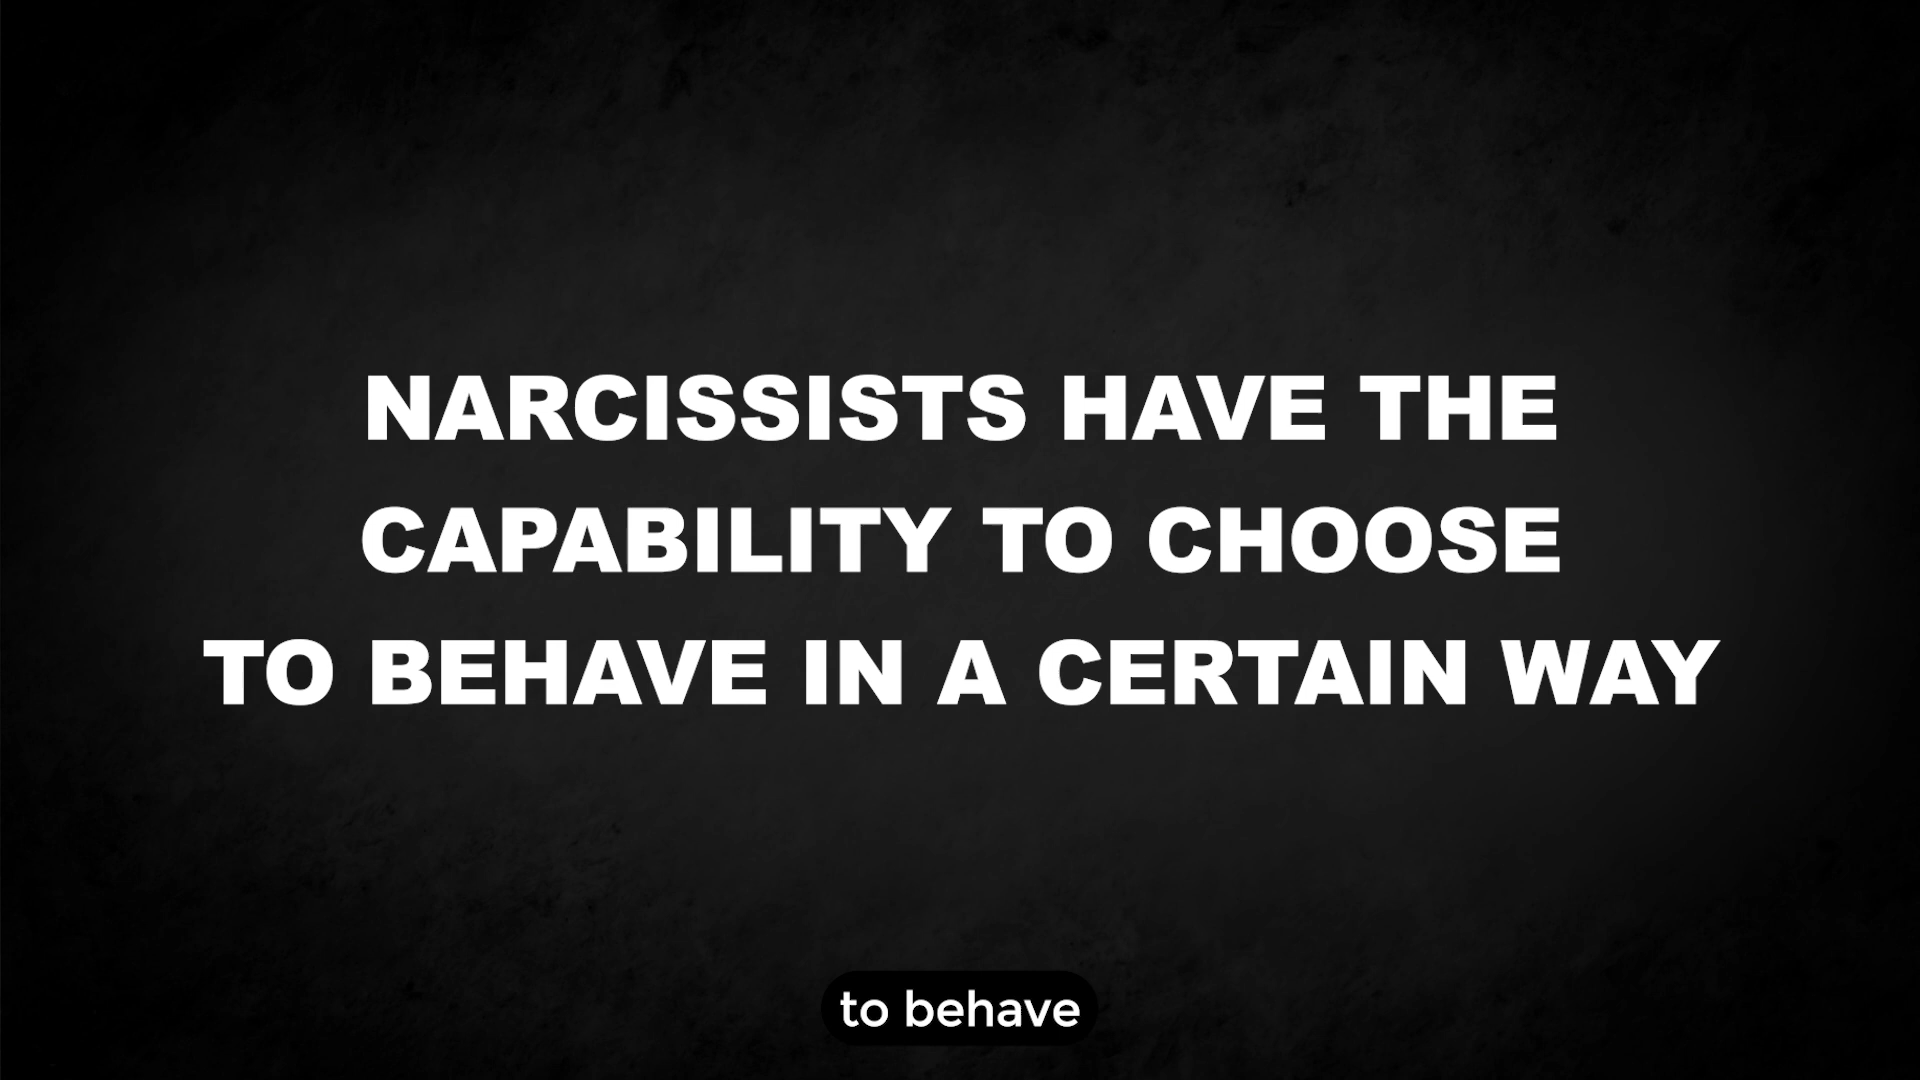 NARCISSISTS HAVE THE
CAPABILITY TO CHOOSE
TO BEHAVE IN A CERTAIN WAY
to behave